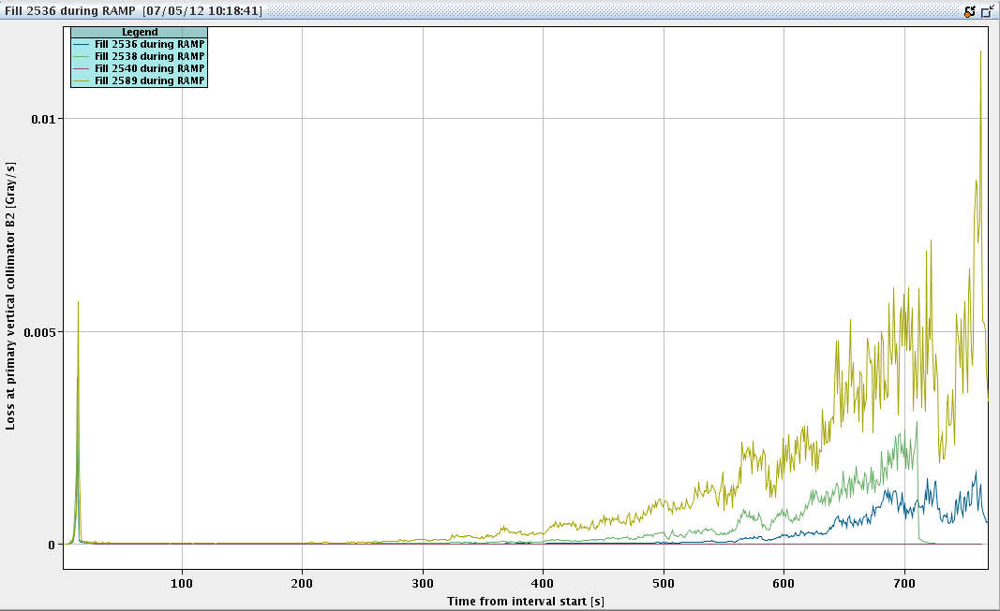 Fill 2536 during RAMP [07/05/12 10:18:41]
Legend
Fill 2536 during RAMP
Fill 2538 during RAMP
Fill 2540 during RAMP
Fill 2589 during RAMP
Loss at primary vertical collimator B2 [Gray/s]
0.01
0.005
0
100 200 300 400 500 600 700
Time from interval start [s]